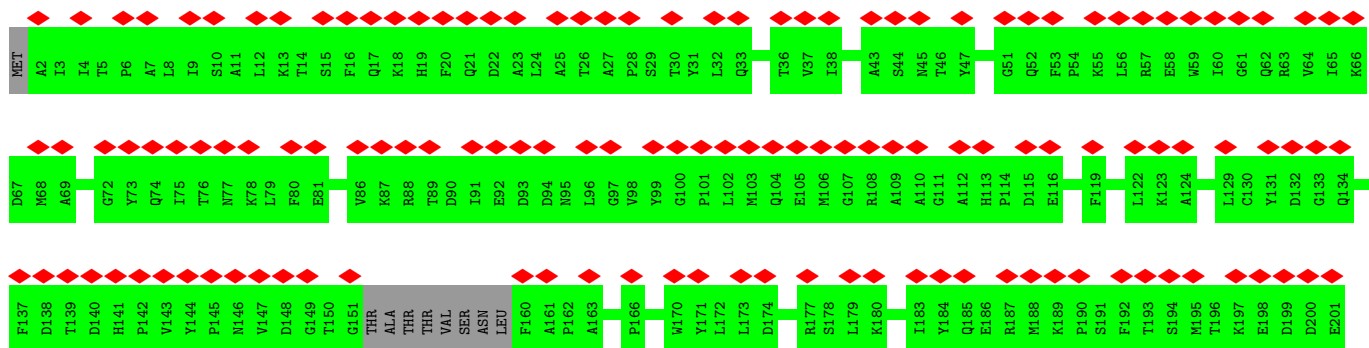 MET A2 I3 I4 T5 P6 A7 L8 I9 S10 A11 L12 K13 T14 S15 F16 Q17 K18 H19 F20 Q21 D22 A23 L24 A25 T26 A27 P28 S29 T30 Y31 L32 Q33 T36 V37 I38 A43 S44 N45 T46 Y47 G51 Q52 F53 P54 K55 L56 R57 E58 W59 I60 G61 Q62 R63 V64 I65 K66
D67 M68 A69 G72 Y73 Q74 I75 T76 N77 K78 L79 F80 E81 V86 K87 R88 T89 D90 I91 E92 D93 D94 N95 L96 G97 V98 Y99 G100 P101 L102 M103 Q104 E105 M106 G107 R108 A109 A110 G111 A112 H113 P114 D115 E116 F119 L122 K123 A124 L129 C130 Y131 D132 G133 Q134
F137 D138 T139 D140 H141 P142 V143 Y144 P145 N146 V147 D148 G149 T150 G151 THR ALA THR THR VAL SER ASN LEU F160 A161 P162 A163 P166 W170 Y171 L172 L173 D174 R177 S178 L179 K180 I183 Y184 Q185 E186 R187 M188 K189 P190 S191 F192 T193 S194 M195 T196 K197 E198 D199 D200 E201